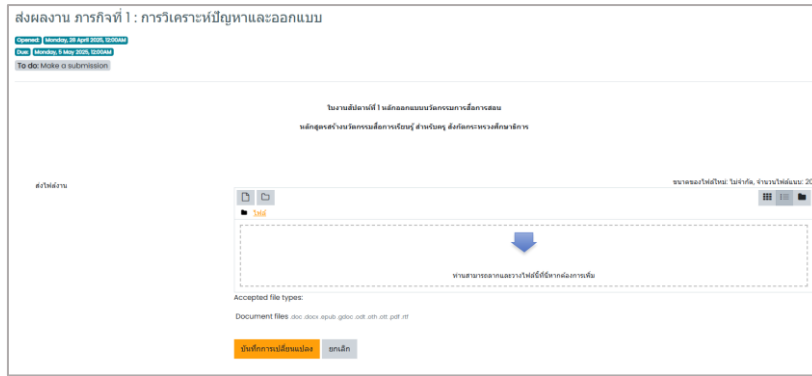 ส่งผลงาน ภารกิจที่ 1 : การวิเคราะห์ปัญหาและออกแบบ
Opened: Monday, 28 April 2025, 12:00AM
Due: Monday, 5 May 2025, 12:00AM
To do: Make a submission
ใบงานสัปดาห์ที่ 1 หลักออกแบบนวัตกรรมการสื่อการสอน
หลักสูตรสร้างนวัตกรรมสื่อการเรียนรู้ สำหรับครู สังกัดกระทรวงศึกษาธิการ
ส่งไฟล์งาน
ขนาดของไฟล์ใหม่: ไม่จำกัด, จำนวนไฟล์แนบ: 20
ไฟล์
ท่านสามารถลากและวางไฟล์นี้ที่นี่หากต้องการเพิ่ม
Accepted file types:
Document files .doc .docx .epub .gdoc .odt .oth .ott .pdf .rtf
บันทึกการเปลี่ยนแปลง ยกเลิก